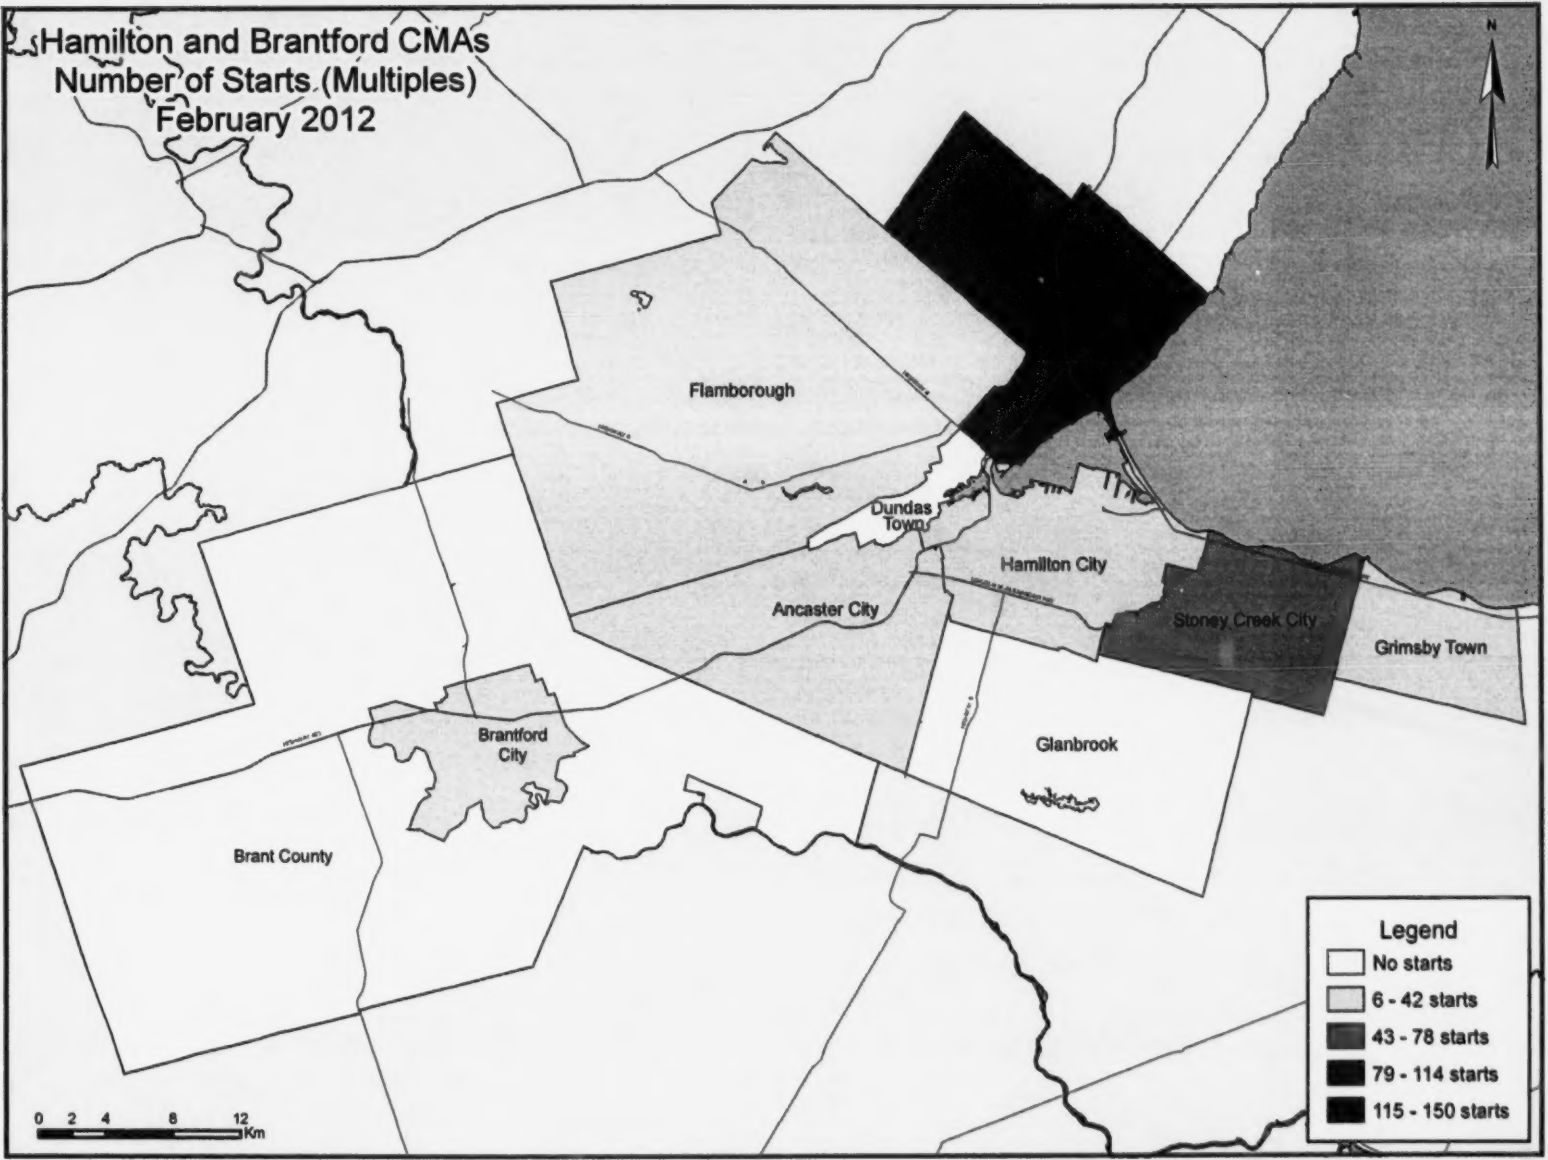 Hamilton and Brantford CMAs
Number of Starts (Multiples)
February 2012
N
Flamborough
Dundas
Town
Hamilton City
Ancaster City
Stoney Creek City
Grimsby Town
Brantford
City
Glanbrook
Brant County
Legend
No starts
6 - 42 starts
43 - 78 starts
79 - 114 starts
115 - 150 starts
0 2 4 8 12
Km